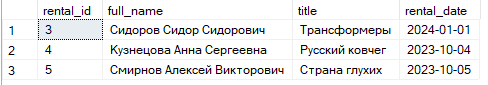 rental_id full_name title rental_date
1 3 Сидоров Сидор Сидорович Трансформеры 2024-01-01
2 4 Кузнецова Анна Сергеевна Русский ковчег 2023-10-04
3 5 Смирнов Алексей Викторович Страна глухих 2023-10-05